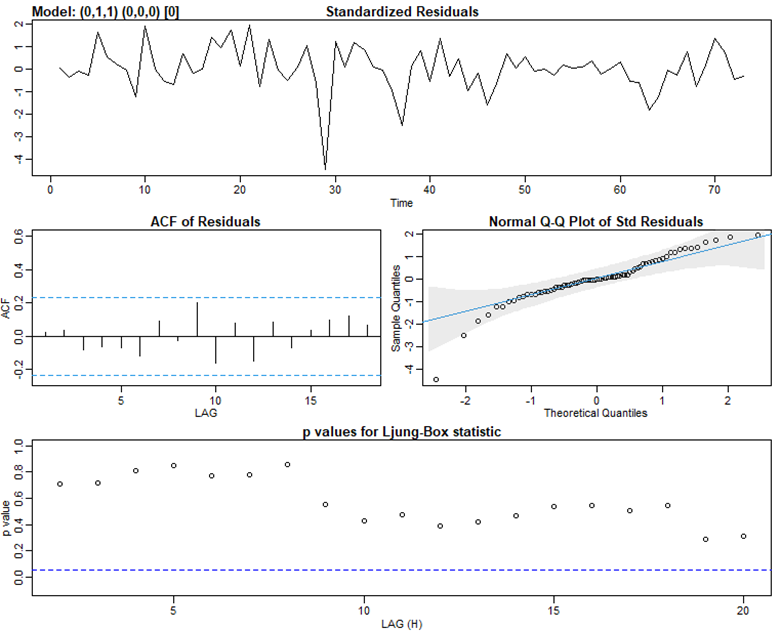 Model: (0,1,1) (0,0,0) [0] Standardized Residuals
2
1
0
-1
-2
-3
-4
0 10 20 30 40 50 60 70
Time
ACF of Residuals
0.6
0.4
0.2
0.0
-0.2
ACF
5 10 15
LAG
Normal Q-Q Plot of Std Residuals
2
1
0
-1
-2
-3
-4
Sample Quantiles
-2 -1 0 1 2
Theoretical Quantiles
p values for Ljung-Box statistic
1.0
0.8
0.6
0.4
0.2
0.0
p value
5 10 15 20
LAG (H)